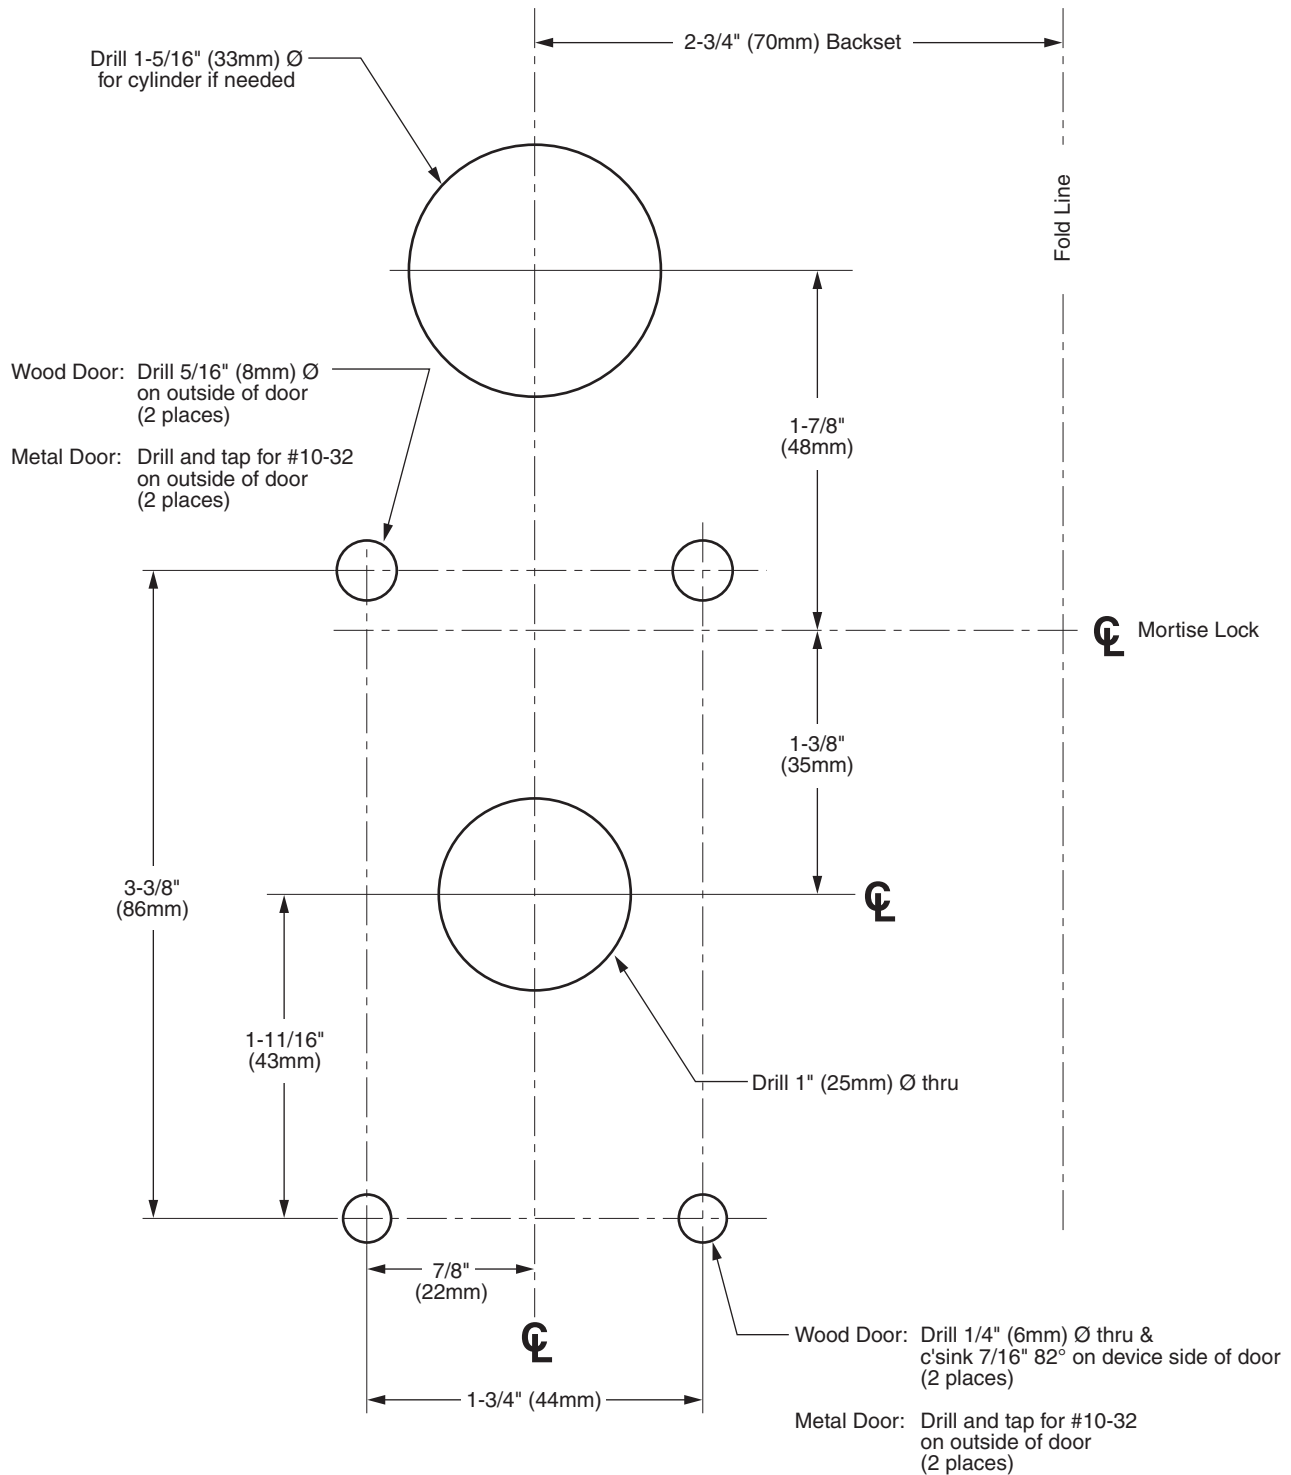 2-3/4" (70mm) Backset
Drill 1-5/16" (33mm) Ø
for cylinder if needed
Fold Line
Wood Door: Drill 5/16" (8mm) Ø
on outside of door
(2 places)
Metal Door: Drill and tap for #10-32
on outside of door
(2 places)
1-7/8"
(48mm)
℄ Mortise Lock
1-3/8"
(35mm)
3-3/8"
(86mm)
℄
1-11/16"
(43mm)
Drill 1" (25mm) Ø thru
7/8"
(22mm)
℄
Wood Door: Drill 1/4" (6mm) Ø thru &
c'sink 7/16" 82° on device side of door
(2 places)
1-3/4" (44mm)
Metal Door: Drill and tap for #10-32
on outside of door
(2 places)